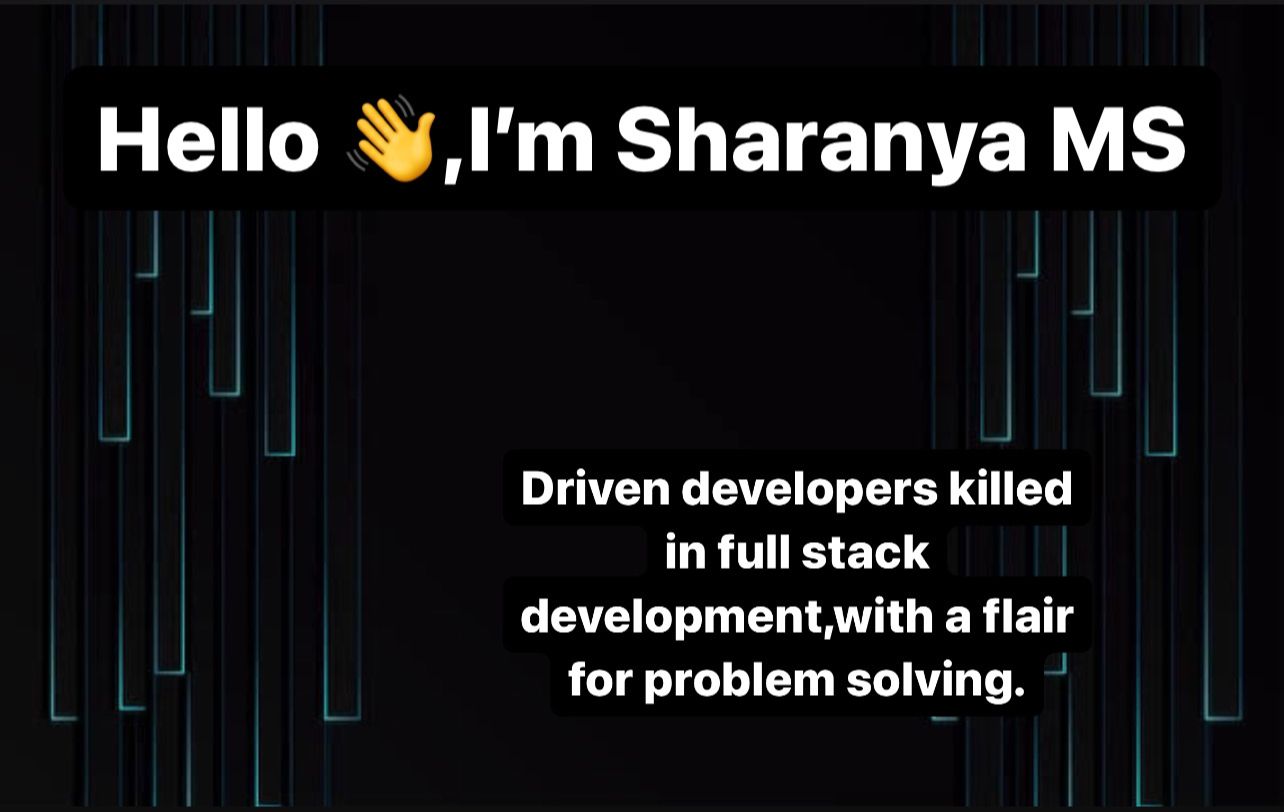 Hello 👋,I’m Sharanya MS
Driven developers killed
in full stack
development,with a flair
for problem solving.